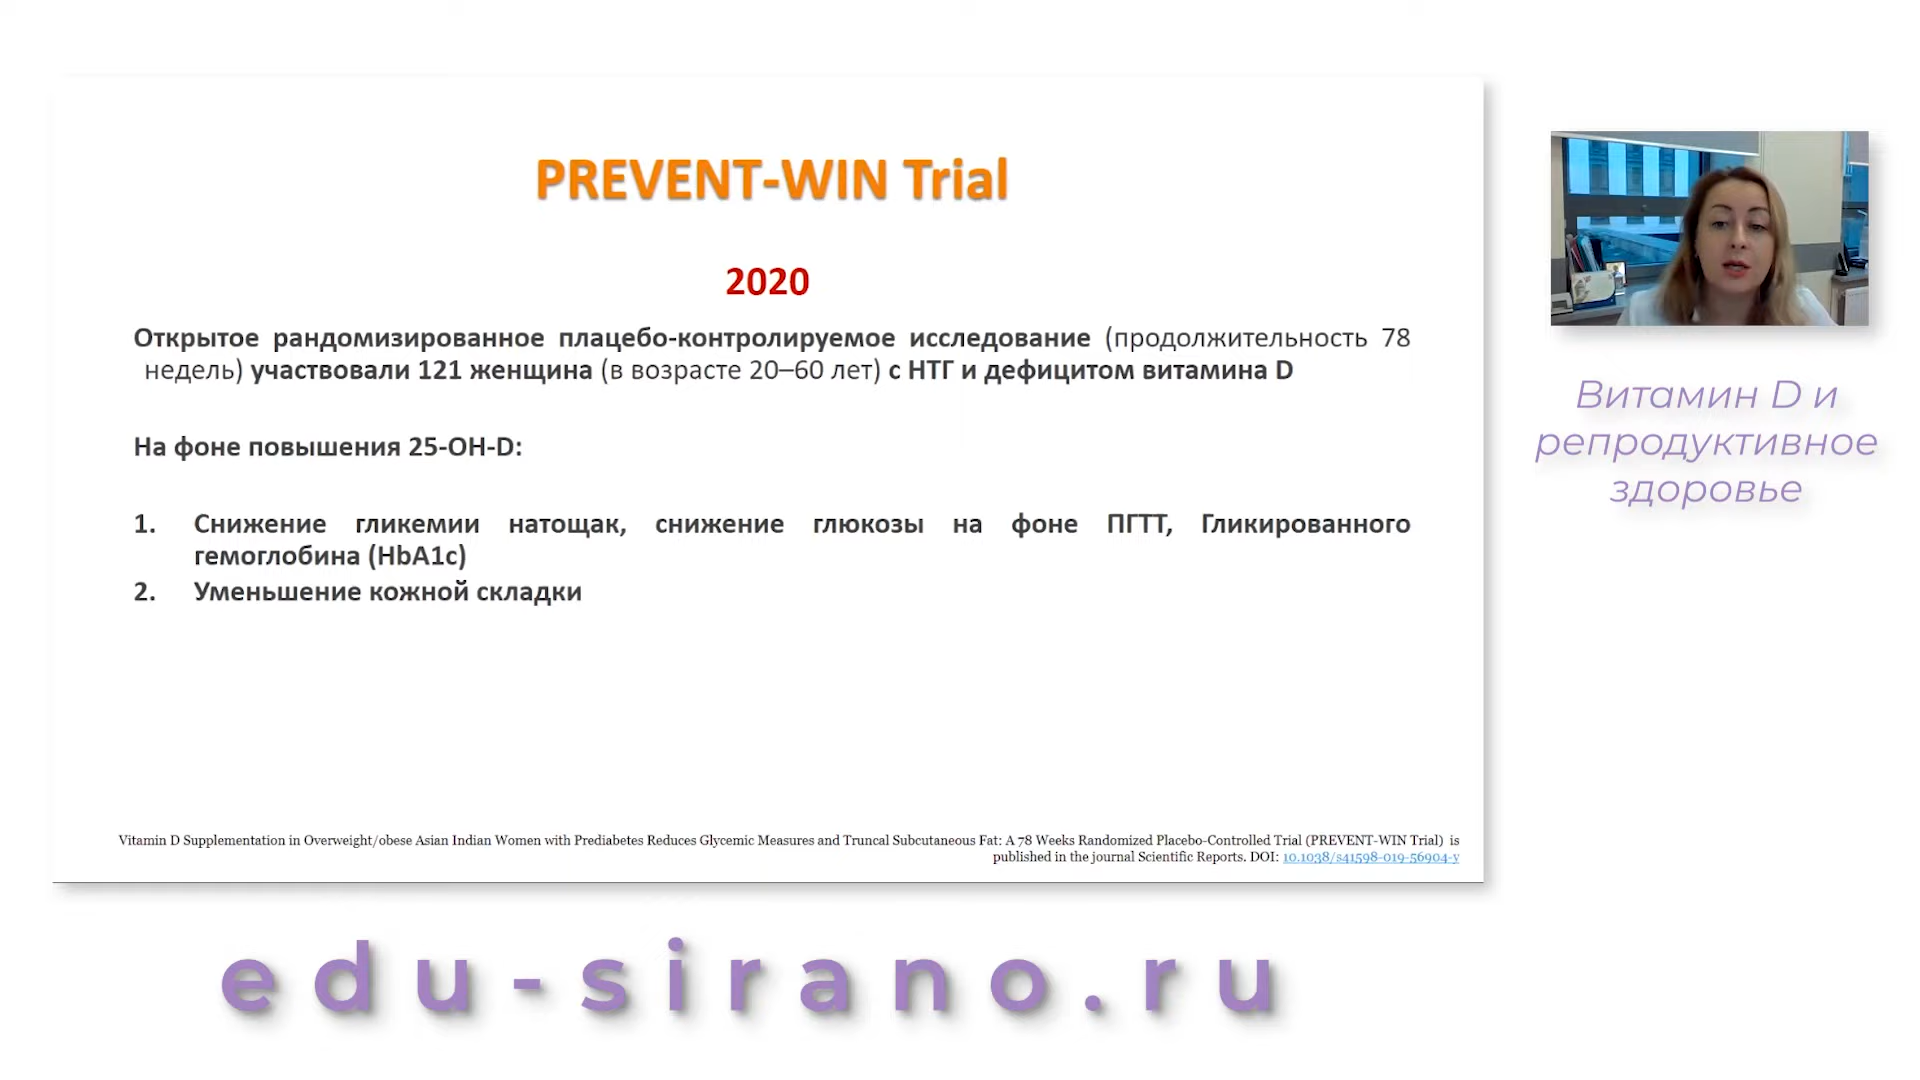 PREVENT-WIN Trial
2020
Открытое рандомизированное плацебо-контролируемое исследование (продолжительность 78
недель) участвовали 121 женщина (в возрасте 20–60 лет) с НТГ и дефицитом витамина D
На фоне повышения 25-OH-D:
1. Снижение гликемии натощак, снижение глюкозы на фоне ПГТТ, Гликированного
гемоглобина (HbA1c)
2. Уменьшение кожной складки
Vitamin D Supplementation in Overweight/obese Asian Indian Women with Prediabetes Reduces Glycemic Measures and Truncal Subcutaneous Fat: A 78 Weeks Randomized Placebo-Controlled Trial (PREVENT-WIN Trial) is
published in the journal Scientific Reports. DOI: 10.1038/s41598-019-56904-y
Витамин D и
репродуктивное
здоровье
edu-sirano.ru